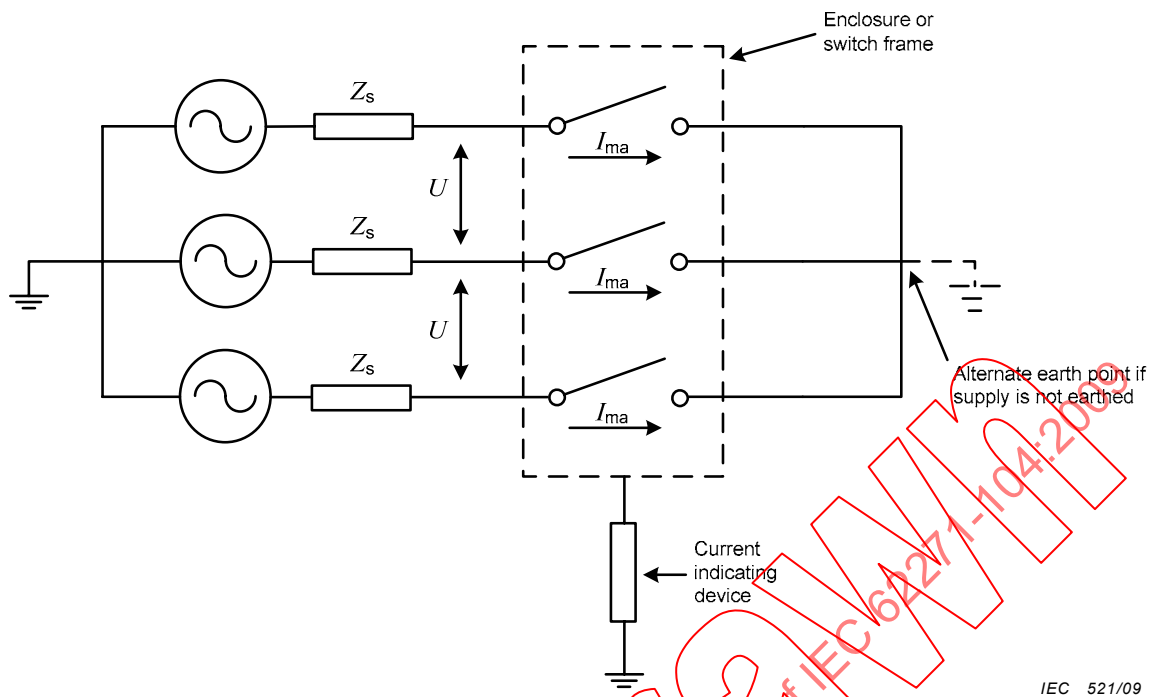 Enclosure or
switch frame
Zs
Ima
U
Zs
Ima
U
Zs
Ima
Alternate earth point if
supply is not earthed
Current
indicating
device
of IEC 62271-104:2009
IEC 521/09